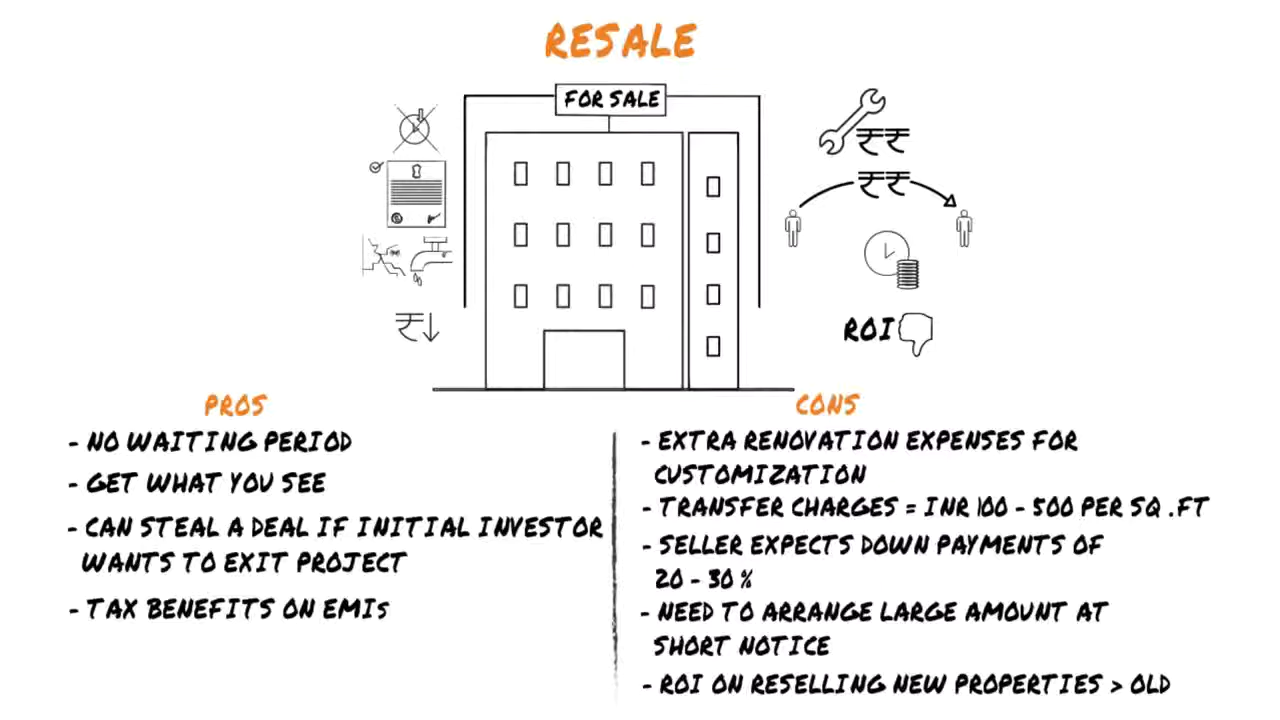 RESALE
FOR SALE
₹₹
₹₹
₹
ROI
PROS
- NO WAITING PERIOD
- GET WHAT YOU SEE
- CAN STEAL A DEAL IF INITIAL INVESTOR
WANTS TO EXIT PROJECT
- TAX BENEFITS ON EMIs
CONS
- EXTRA RENOVATION EXPENSES FOR
CUSTOMIZATION
- TRANSFER CHARGES = INR 100 - 500 PER SQ .FT
- SELLER EXPECTS DOWN PAYMENTS OF
20 - 30 %
- NEED TO ARRANGE LARGE AMOUNT AT
SHORT NOTICE
- ROI ON RESELLING NEW PROPERTIES > OLD